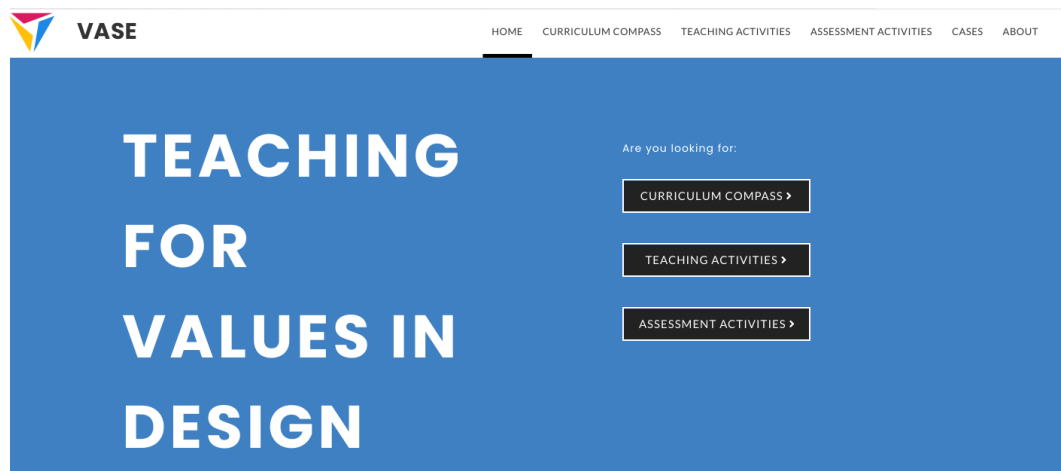 VASE
HOME CURRICULUM COMPASS TEACHING ACTIVITIES ASSESSMENT ACTIVITIES CASES ABOUT
TEACHING
FOR
VALUES IN
DESIGN
Are you looking for:
CURRICULUM COMPASS
TEACHING ACTIVITIES
ASSESSMENT ACTIVITIES